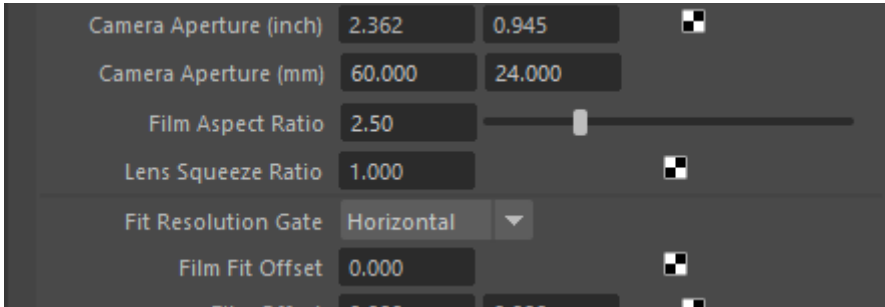 Camera Aperture (inch) 2.362 0.945
Camera Aperture (mm) 60.000 24.000
Film Aspect Ratio 2.50
Lens Squeeze Ratio 1.000
Fit Resolution Gate Horizontal
Film Fit Offset 0.000